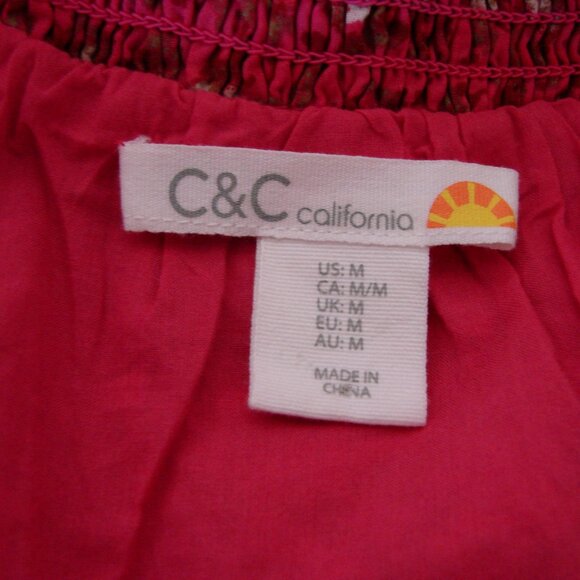 C&C california
US: M
CA: M/M
UK: M
EU: M
AU: M
MADE IN
CHINA